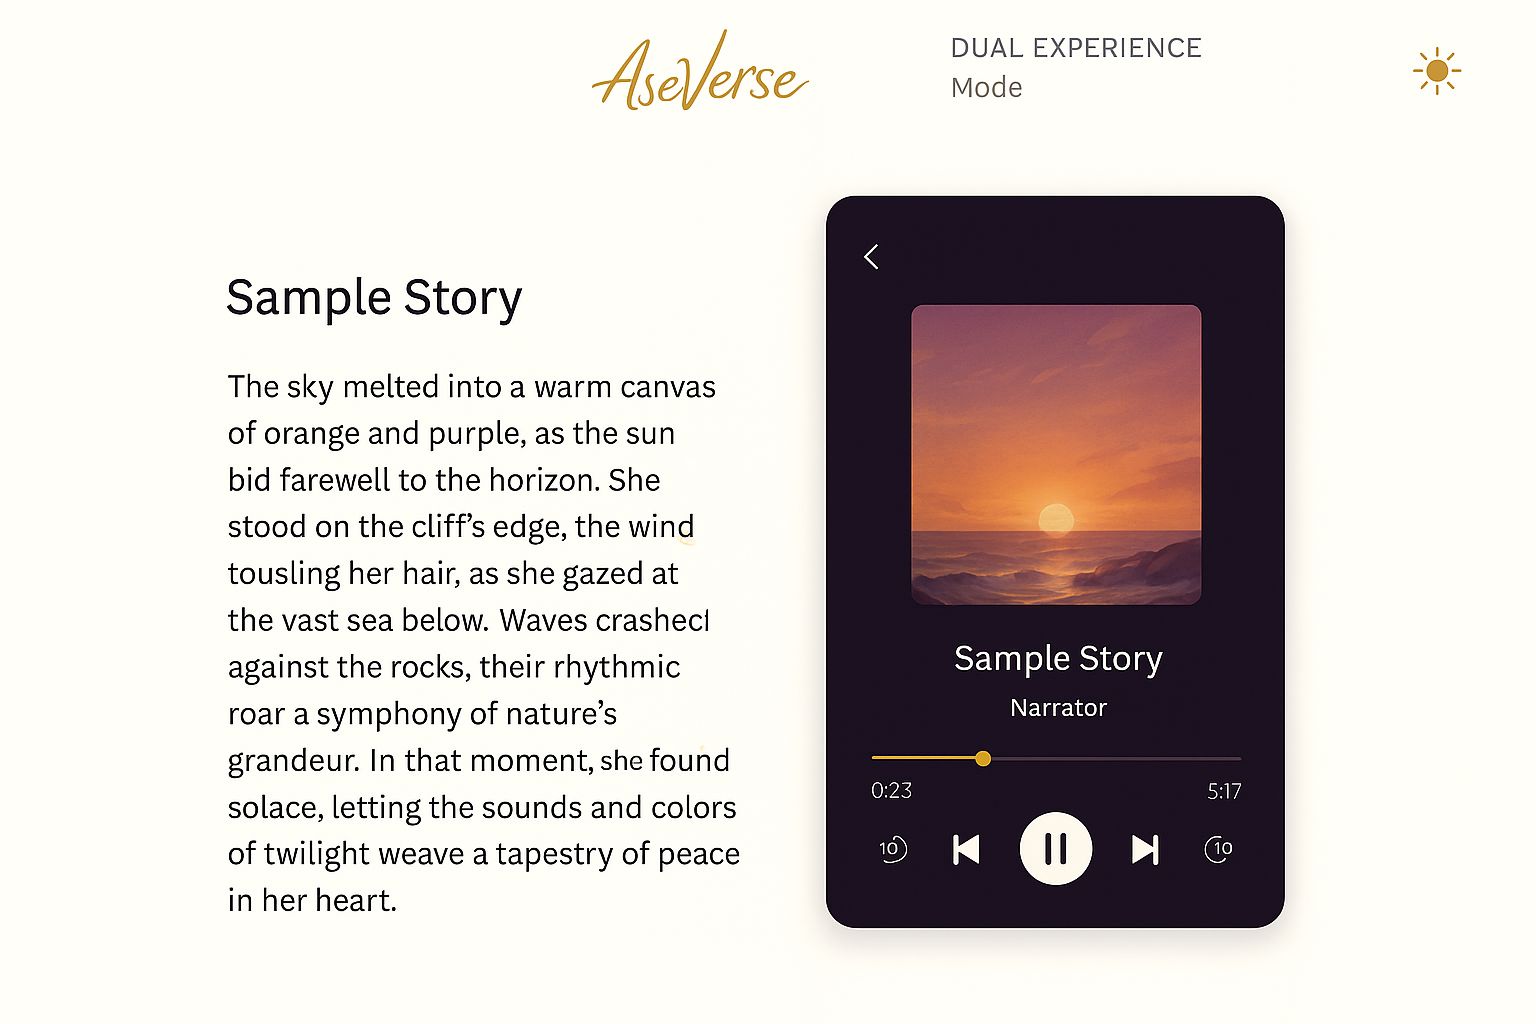 AseVerse
DUAL EXPERIENCE
Mode
Sample Story
The sky melted into a warm canvas
of orange and purple, as the sun
bid farewell to the horizon. She
stood on the cliff’s edge, the wind
tousling her hair, as she gazed at
the vast sea below. Waves crashed
against the rocks, their rhythmic
roar a symphony of nature’s
grandeur. In that moment, she found
solace, letting the sounds and colors
of twilight weave a tapestry of peace
in her heart.
Sample Story
Narrator
0:23 5:17
10 10